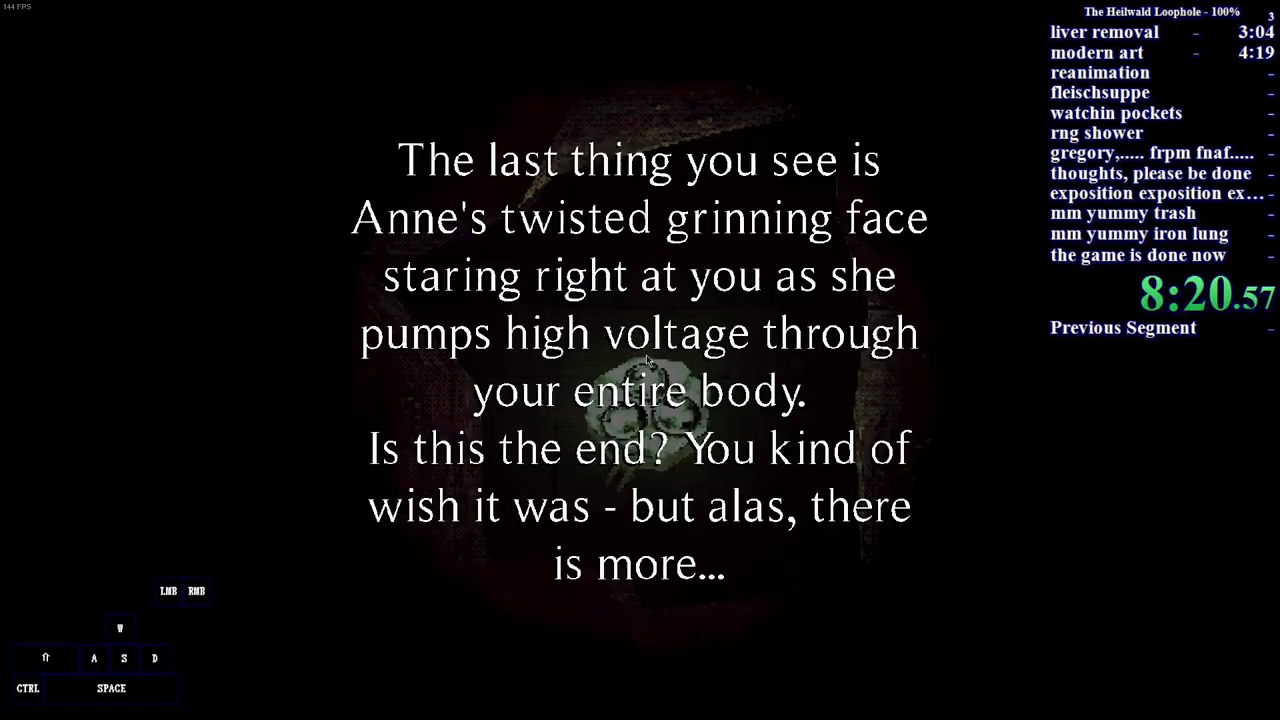 144 FPS
The Heilwald Loophole - 100%
3
liver removal - 3:04
modern art - 4:19
reanimation -
fleischsuppe -
watchin pockets -
rng shower -
gregory,..... frpm fnaf..... -
thoughts, please be done -
exposition exposition ex... -
mm yummy trash -
mm yummy iron lung -
the game is done now -
8:20.57
Previous Segment -
The last thing you see is
Anne's twisted grinning face
staring right at you as she
pumps high voltage through
your entire body.
Is this the end? You kind of
wish it was - but alas, there
is more...
LMB RMB
W
⇧ A S D
CTRL SPACE